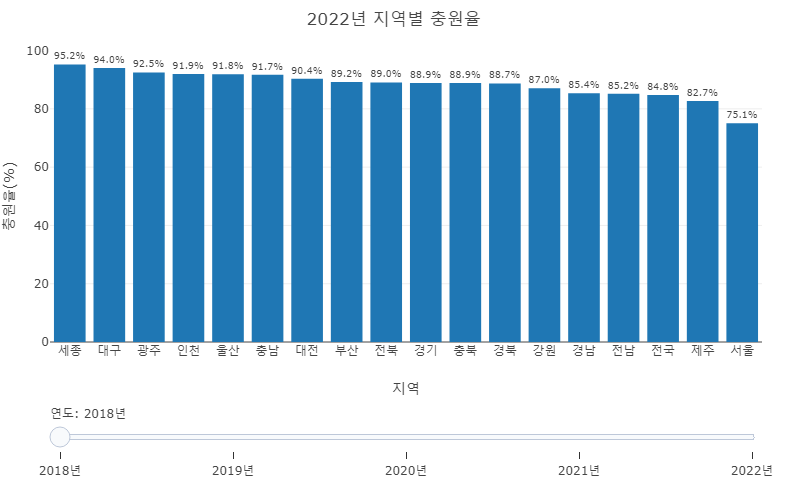 2022년 지역별 충원율
충원율(%)
100
80
60
40
20
0
95.2% 94.0% 92.5% 91.9% 91.8% 91.7% 90.4% 89.2% 89.0% 88.9% 88.9% 88.7% 87.0% 85.4% 85.2% 84.8% 82.7% 75.1%
세종 대구 광주 인천 울산 충남 대전 부산 전북 경기 충북 경북 강원 경남 전남 전국 제주 서울
지역
연도: 2018년
2018년 2019년 2020년 2021년 2022년